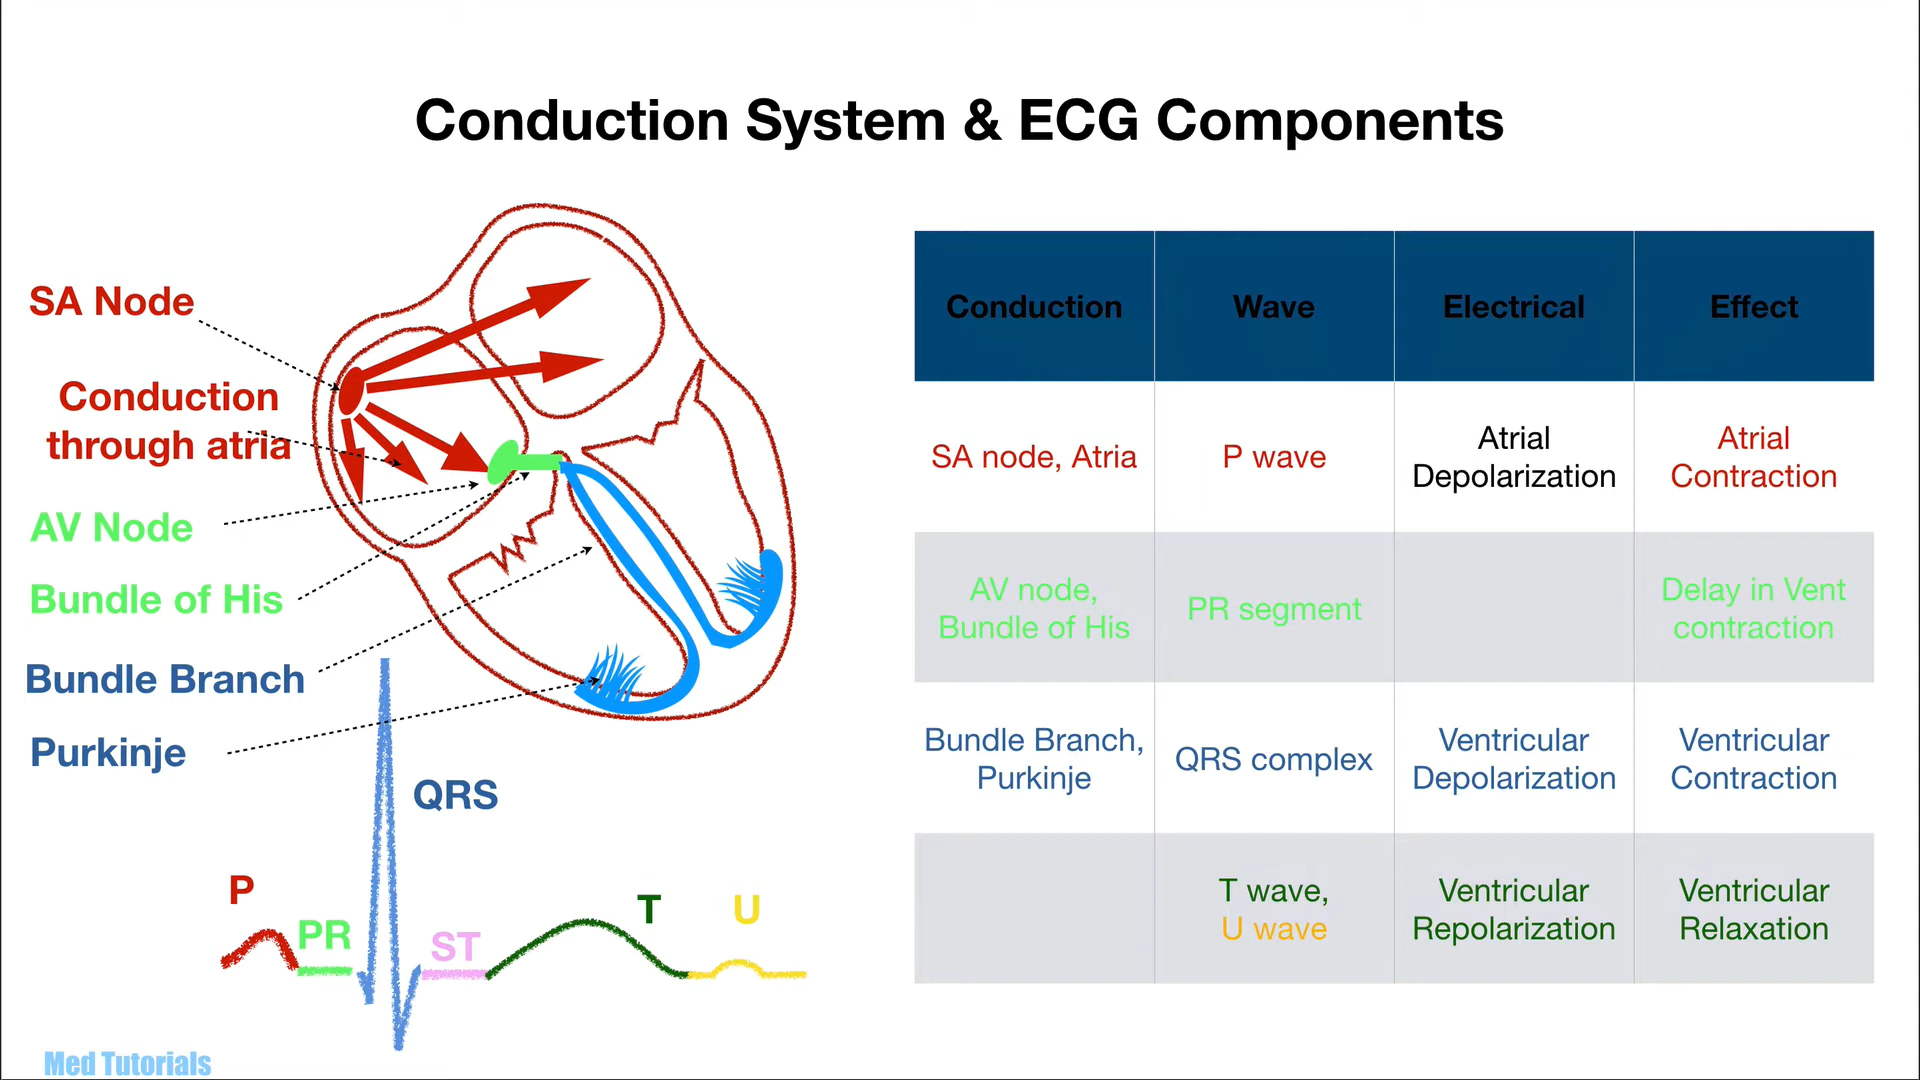 Conduction System & ECG Components
SA Node
Conduction
through atria
AV Node
Bundle of His
Bundle Branch
Purkinje
QRS
P
PR
ST
T
U
Conduction
Wave
Electrical
Effect
SA node, Atria
P wave
Atrial
Depolarization
Atrial
Contraction
AV node,
Bundle of His
PR segment
Delay in Vent
contraction
Bundle Branch,
Purkinje
QRS complex
Ventricular
Depolarization
Ventricular
Contraction
T wave,
U wave
Ventricular
Repolarization
Ventricular
Relaxation
Med Tutorials